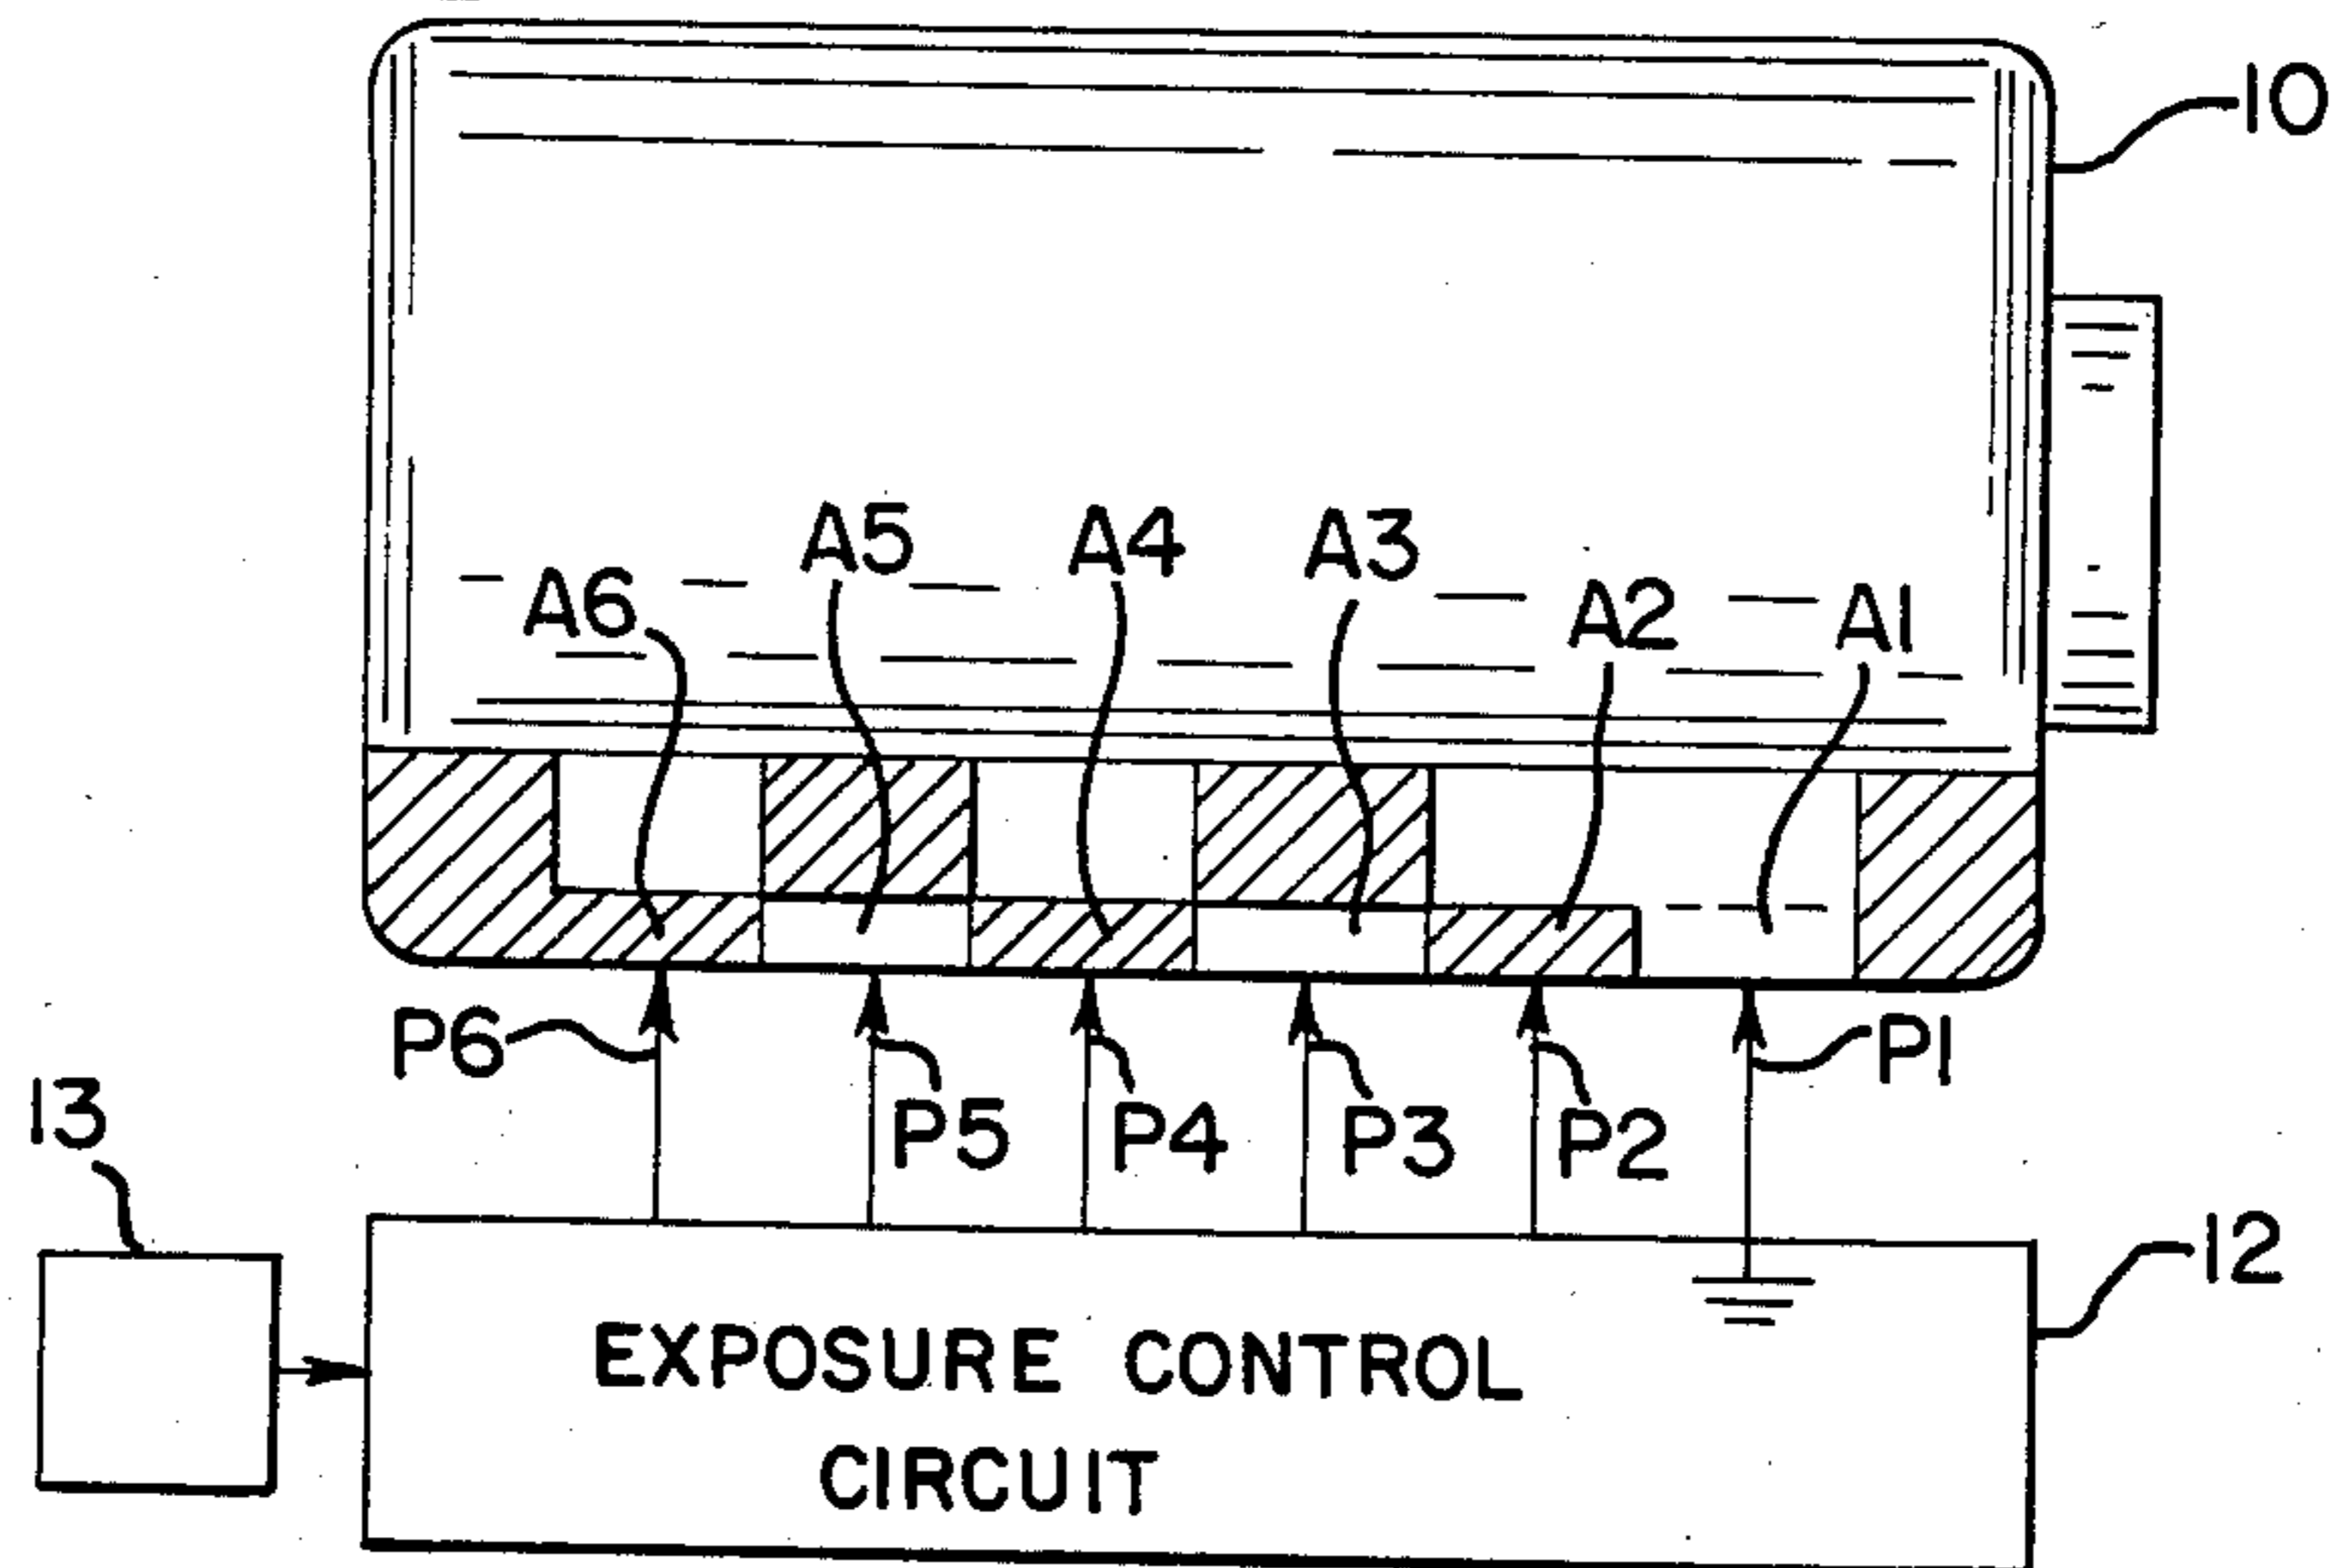 10
A5 A4 A3
A6 A2 A1
P6 P1
13 P5 P4 P3 P2
12
EXPOSURE CONTROL
CIRCUIT